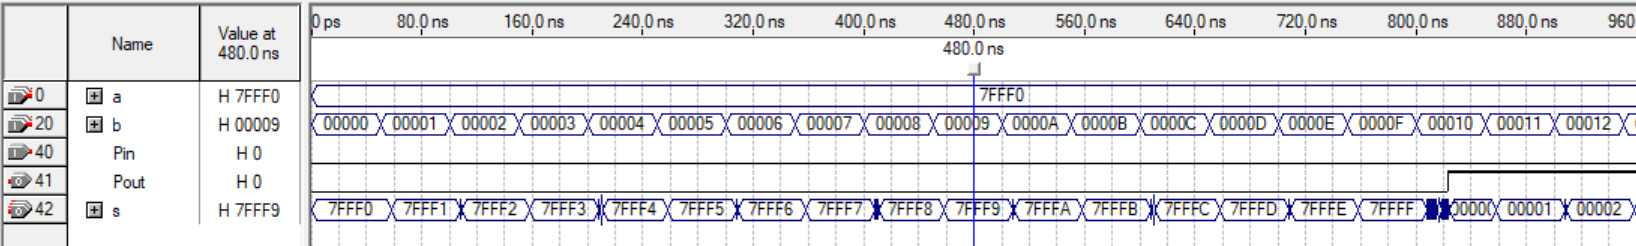 Name Value at 480.0 ns 0 ps 80.0 ns 160.0 ns 240.0 ns 320.0 ns 400.0 ns 480.0 ns 560.0 ns 640.0 ns 720.0 ns 800.0 ns 880.0 ns 960
480.0 ns
0 a H 7FFF0 7FFF0
20 b H 00009 00000 00001 00002 00003 00004 00005 00006 00007 00008 00009 0000A 0000B 0000C 0000D 0000E 0000F 00010 00011 00012
40 Pin H 0
41 Pout H 0
42 s H 7FFF9 7FFF0 7FFF1 7FFF2 7FFF3 7FFF4 7FFF5 7FFF6 7FFF7 7FFF8 7FFF9 7FFFA 7FFFB 7FFFC 7FFFD 7FFFE 7FFFF 00001 00002